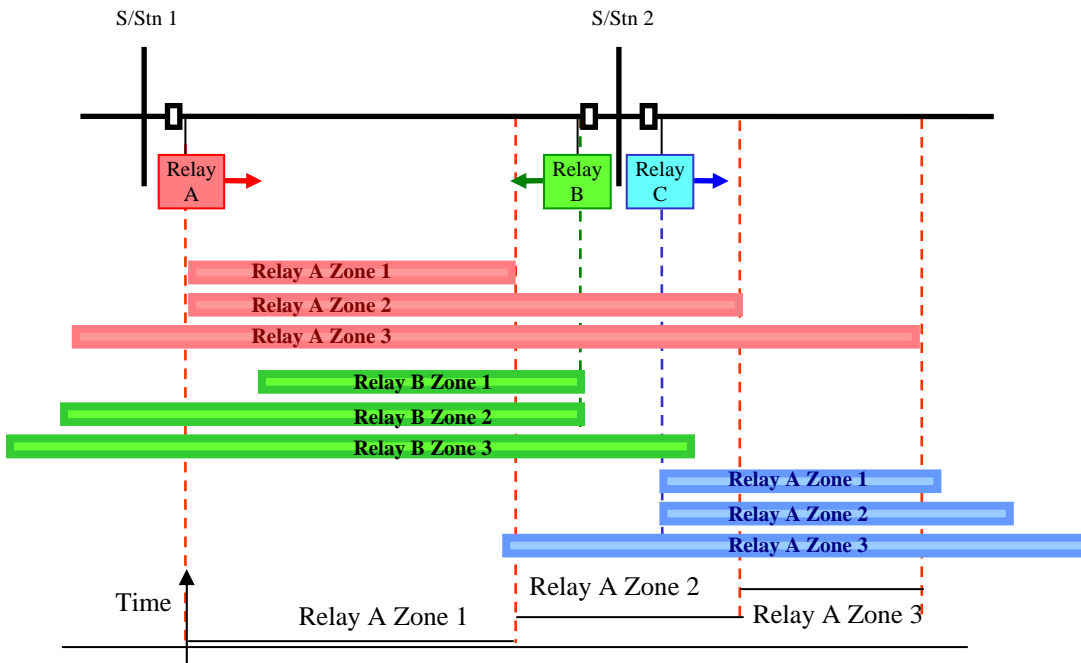 S/Stn 1
S/Stn 2
Relay
A
Relay
B
Relay
C
Relay A Zone 1
Relay A Zone 2
Relay A Zone 3
Relay B Zone 1
Relay B Zone 2
Relay B Zone 3
Relay A Zone 1
Relay A Zone 2
Relay A Zone 3
Time
Relay A Zone 1
Relay A Zone 2
Relay A Zone 3